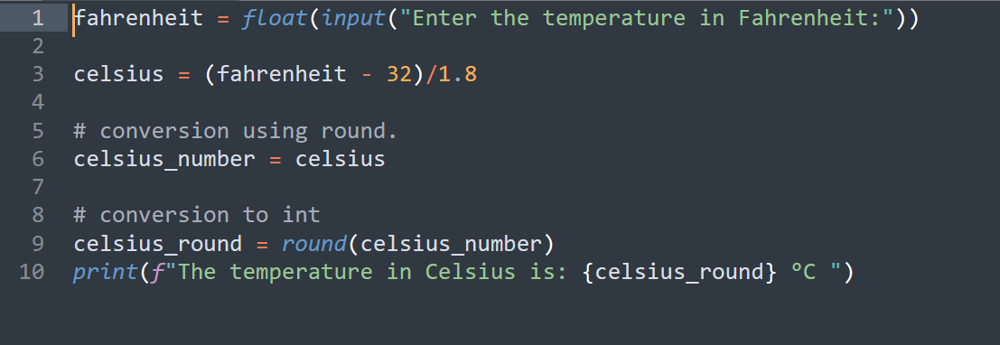 1 fahrenheit = float(input("Enter the temperature in Fahrenheit:"))
2
3 celsius = (fahrenheit - 32)/1.8
4
5 # conversion using round.
6 celsius_number = celsius
7
8 # conversion to int
9 celsius_round = round(celsius_number)
10 print(f"The temperature in Celsius is: {celsius_round} ºC ")